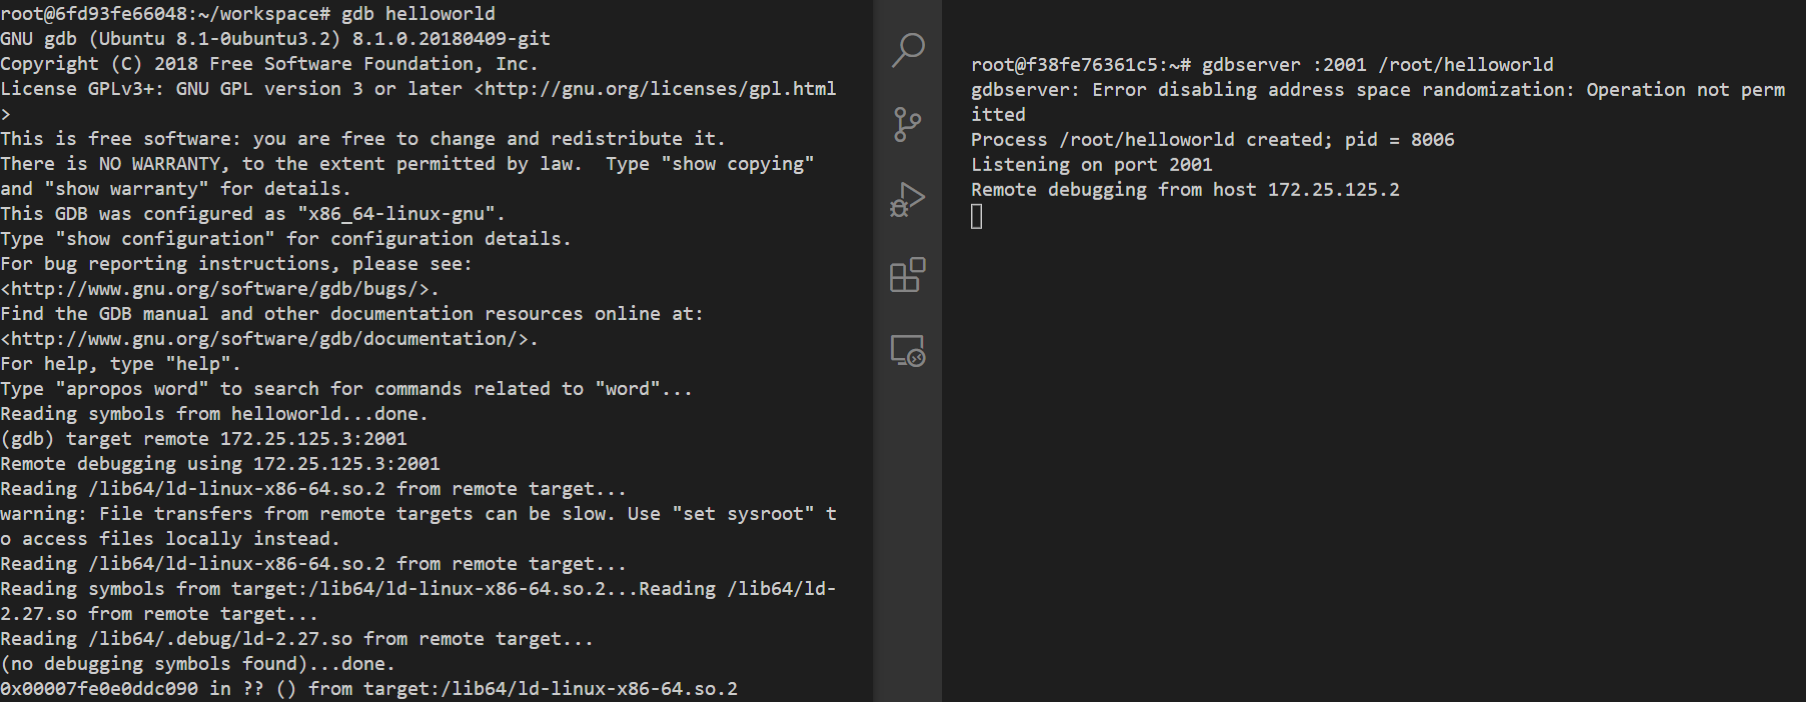 root@6fd93fe66048:~/workspace# gdb helloworld
GNU gdb (Ubuntu 8.1-0ubuntu3.2) 8.1.0.20180409-git
Copyright (C) 2018 Free Software Foundation, Inc.
License GPLv3+: GNU GPL version 3 or later <http://gnu.org/licenses/gpl.html
>
This is free software: you are free to change and redistribute it.
There is NO WARRANTY, to the extent permitted by law.  Type "show copying"
and "show warranty" for details.
This GDB was configured as "x86_64-linux-gnu".
Type "show configuration" for configuration details.
For bug reporting instructions, please see:
<http://www.gnu.org/software/gdb/bugs/>.
Find the GDB manual and other documentation resources online at:
<http://www.gnu.org/software/gdb/documentation/>.
For help, type "help".
Type "apropos word" to search for commands related to "word"...
Reading symbols from helloworld...done.
(gdb) target remote 172.25.125.3:2001
Remote debugging using 172.25.125.3:2001
Reading /lib64/ld-linux-x86-64.so.2 from remote target...
warning: File transfers from remote targets can be slow. Use "set sysroot" t
o access files locally instead.
Reading /lib64/ld-linux-x86-64.so.2 from remote target...
Reading symbols from target:/lib64/ld-linux-x86-64.so.2...Reading /lib64/ld-
2.27.so from remote target...
Reading /lib64/.debug/ld-2.27.so from remote target...
(no debugging symbols found)...done.
0x00007fe0e0ddc090 in ?? () from target:/lib64/ld-linux-x86-64.so.2
root@f38fe76361c5:~# gdbserver :2001 /root/helloworld
gdbserver: Error disabling address space randomization: Operation not perm
itted
Process /root/helloworld created; pid = 8006
Listening on port 2001
Remote debugging from host 172.25.125.2